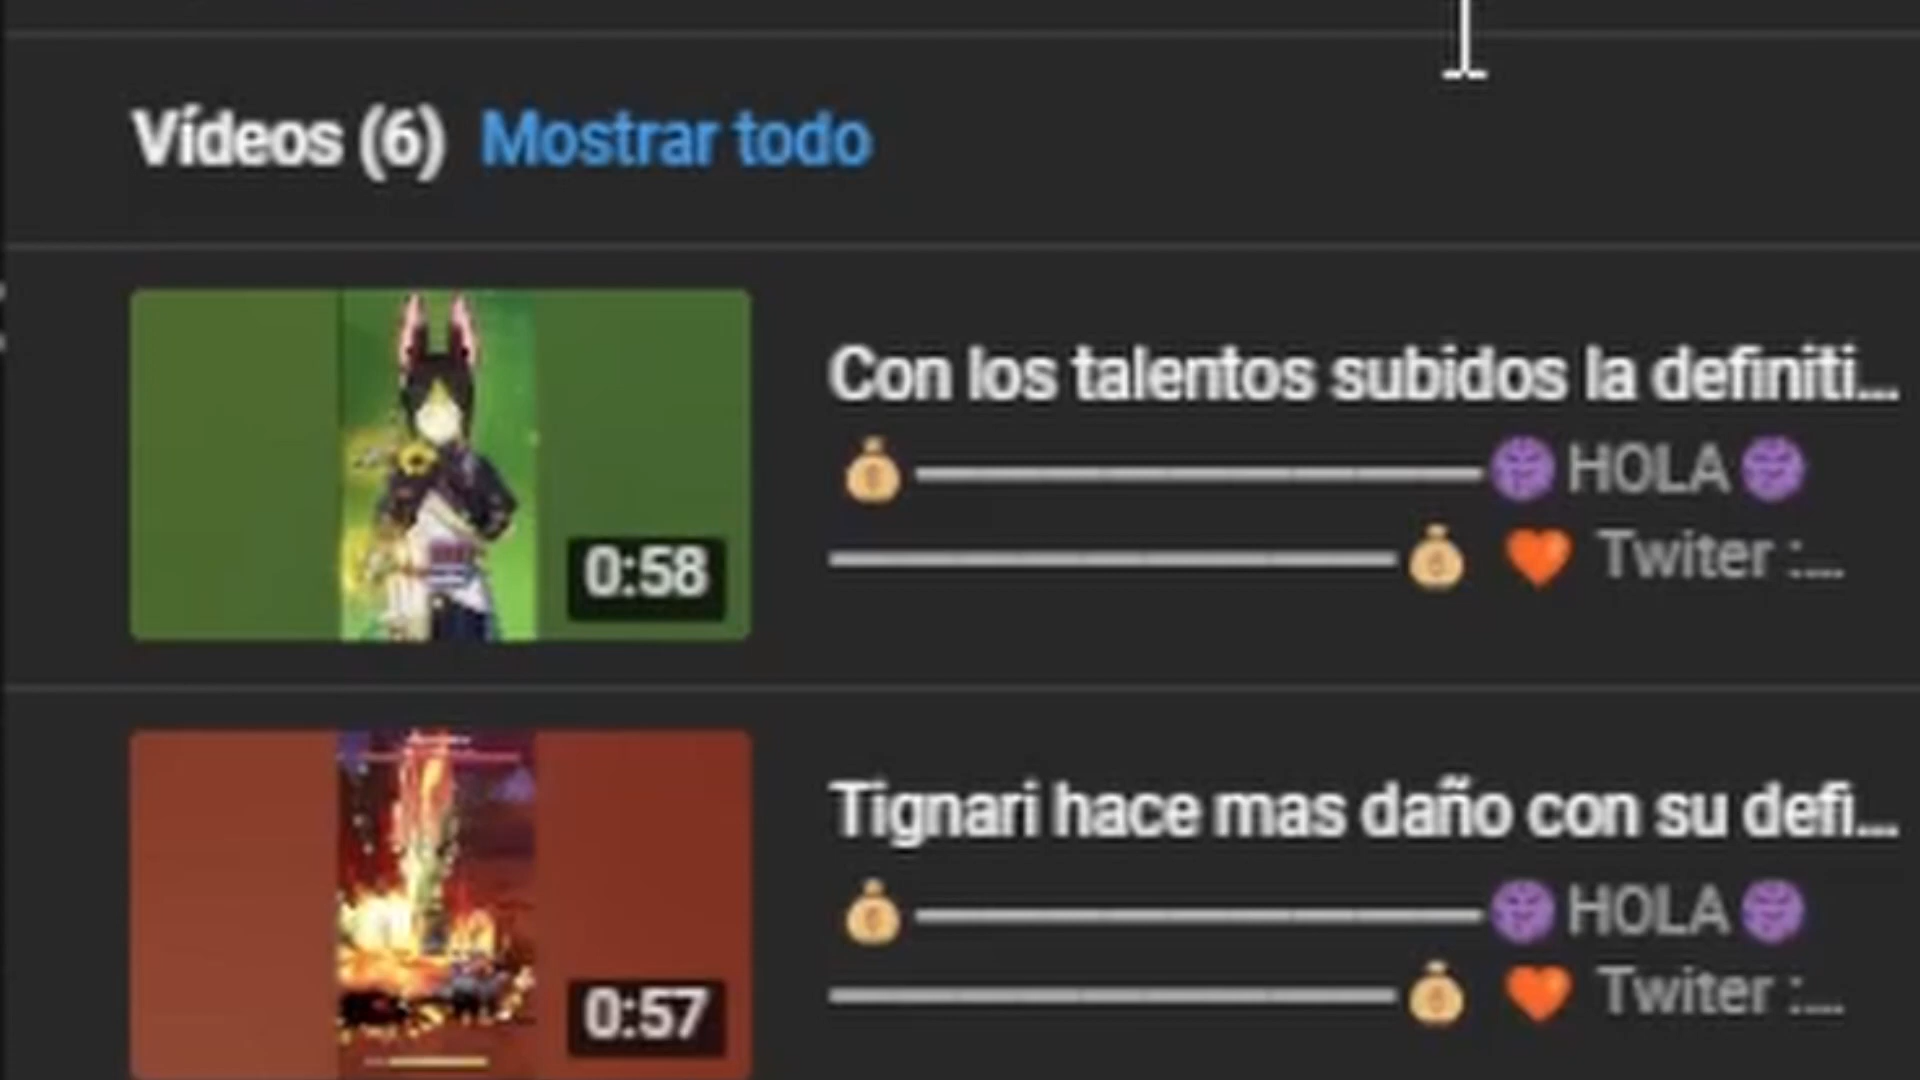 Vídeos (6) Mostrar todo
Con los talentos subidos la definiti...
HOLA
Twiter :...
0:58
Tignari hace mas daño con su defi...
HOLA
Twiter :...
0:57